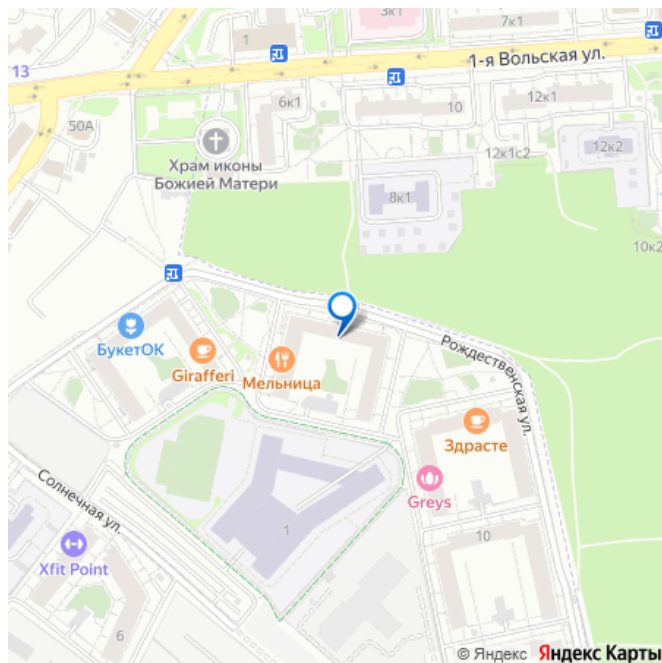 3к1
7к1
1
1-я Вольская ул.
13
6к1
10
12к1
50А
Храм иконы
Божией Матери
12к1с2
12к2
8к1
10к2
БукетОК
Girafferi
Мельница
Рождественская ул.
Здрасте
Greys
Солнечная ул.
1
10
Xfit Point
6
© Яндекс Яндекс Карты